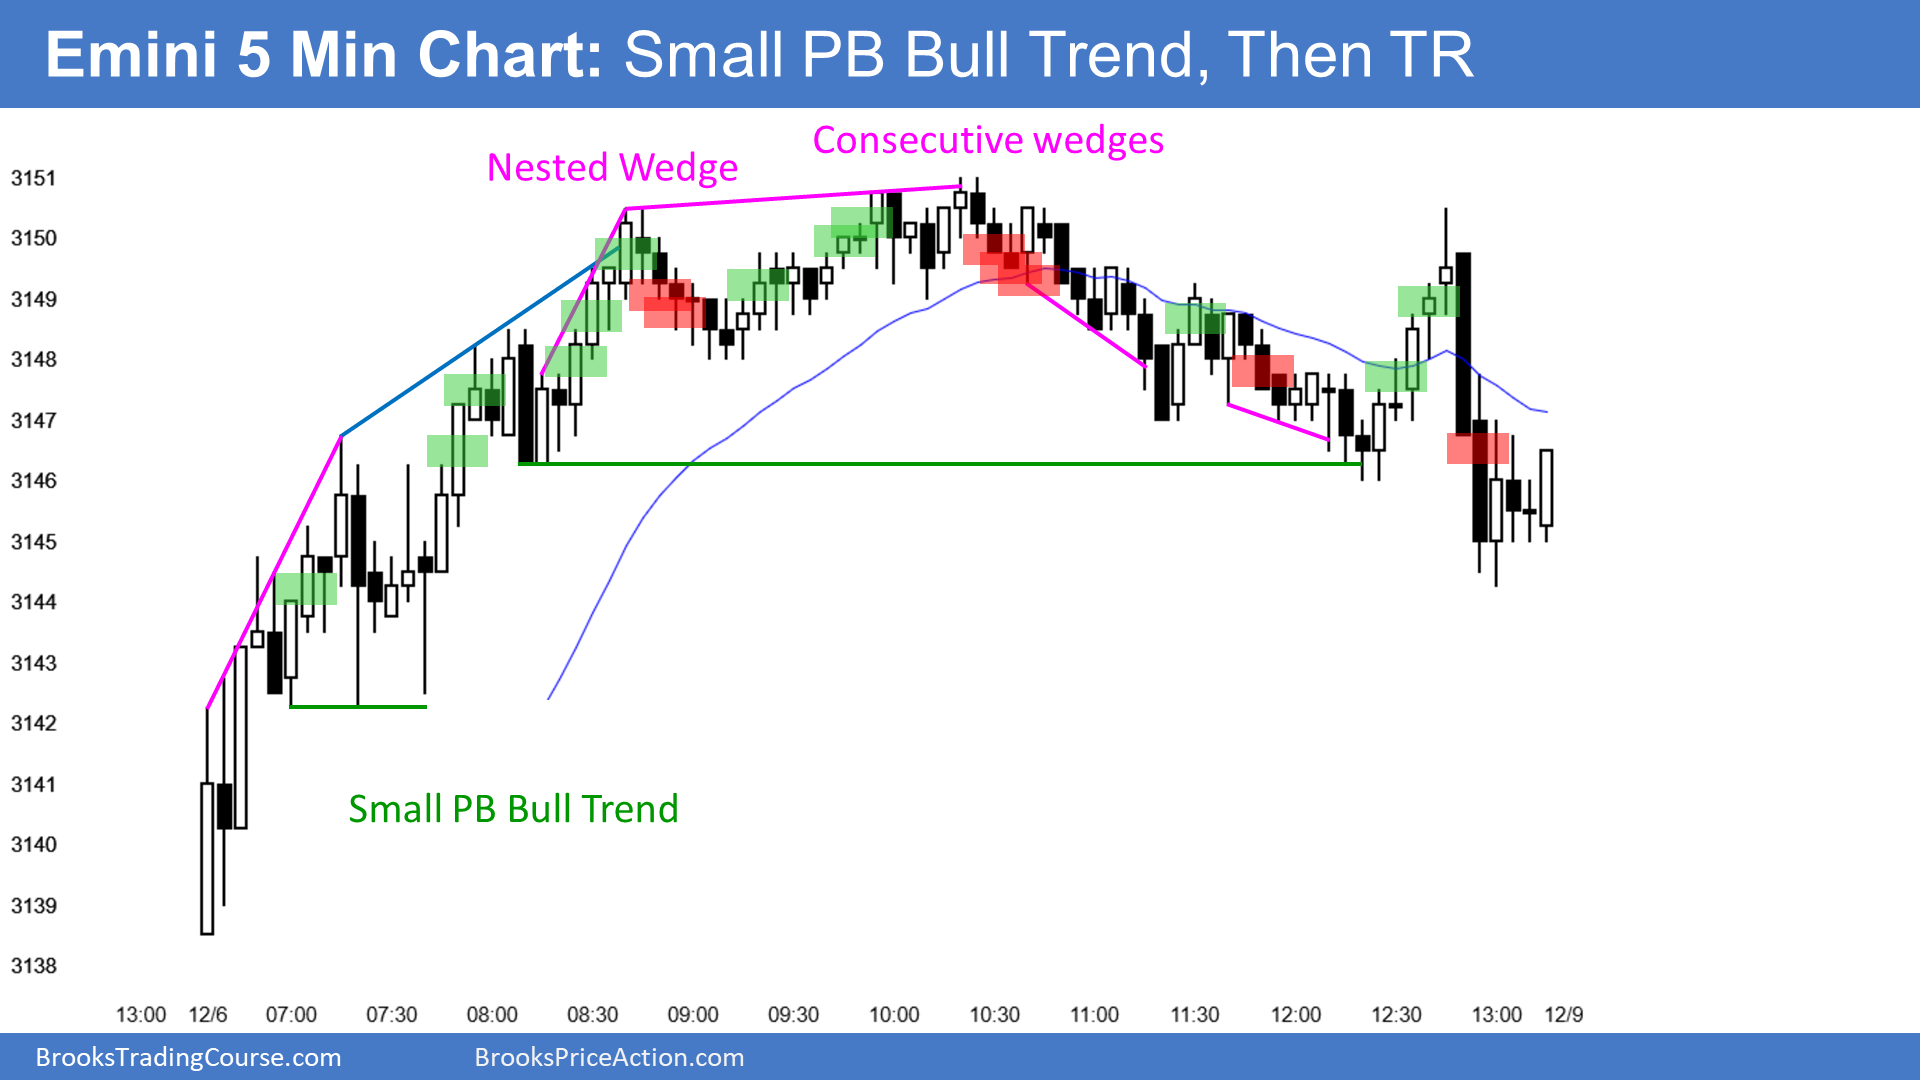 Emini 5 Min Chart: Small PB Bull Trend, Then TR
Consecutive wedges
Nested Wedge
3151
3150
3149
3148
3147
3146
3145
3144
3143
3142
3141
3140
3139
3138
Small PB Bull Trend
13:00 12/6 07:00 07:30 08:00 08:30 09:00 09:30 10:00 10:30 11:00 11:30 12:00 12:30 13:00 12/9
BrooksTradingCourse.com BrooksPriceAction.com